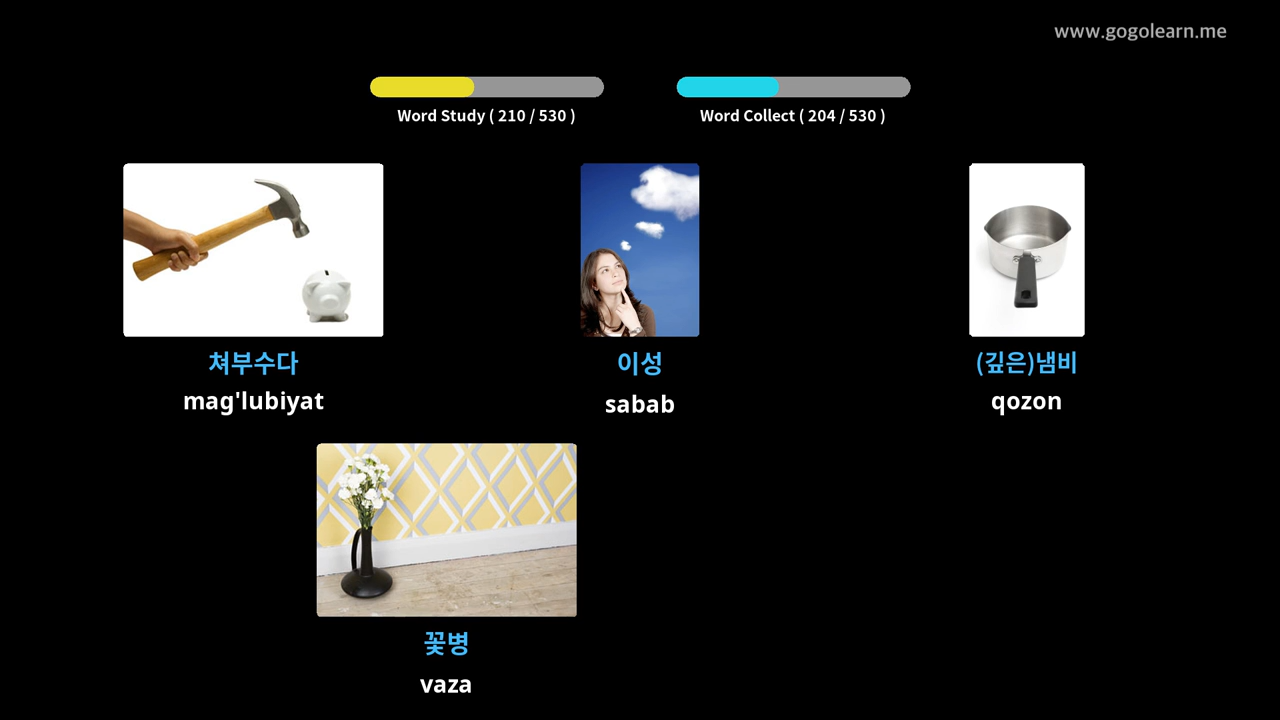 www.gogolearn.me
Word Study ( 210 / 530 )
Word Collect ( 204 / 530 )
쳐부수다
mag'lubiyat
이성
sabab
(깊은)냄비
qozon
꽃병
vaza